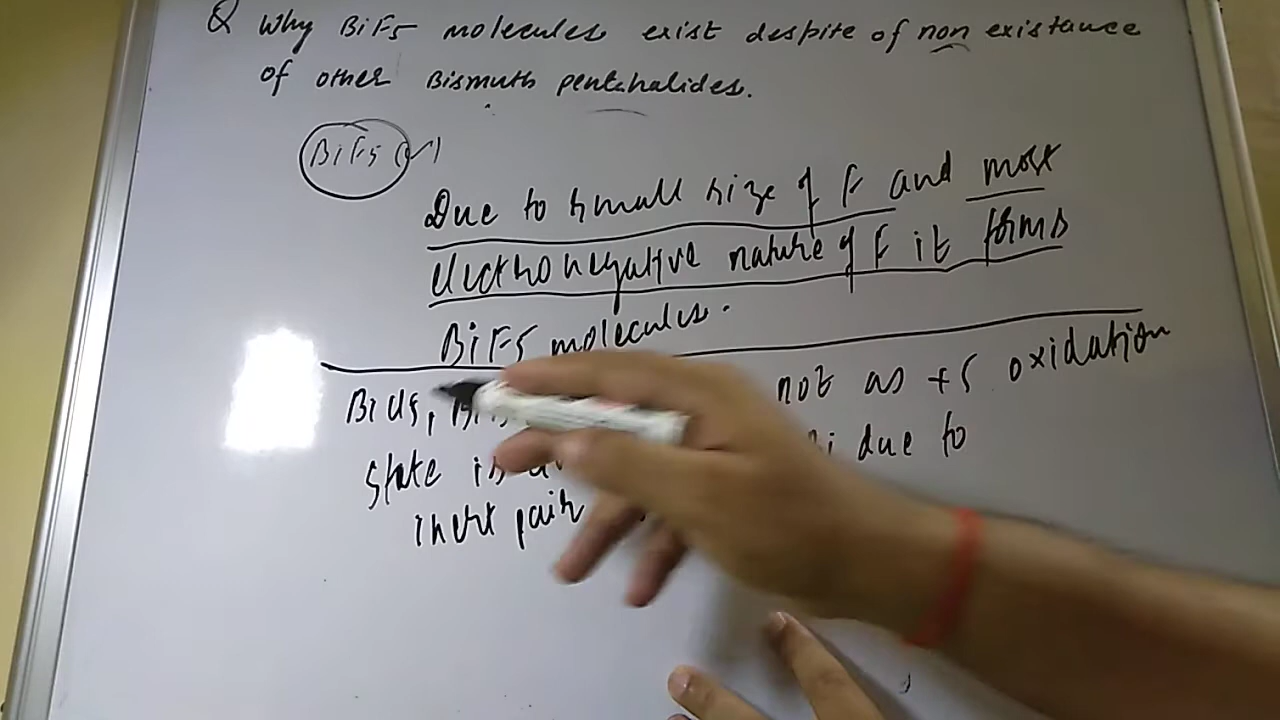 Q Why BiF5 molecules exist despite of non existance
of other Bismuth pentahalides.
BiF5 (✓)
Due to small size of F and most
electronegative nature of F it forms
BiF5 molecules.
BiCl5, not as +5 oxidation
state is due to
inert pair